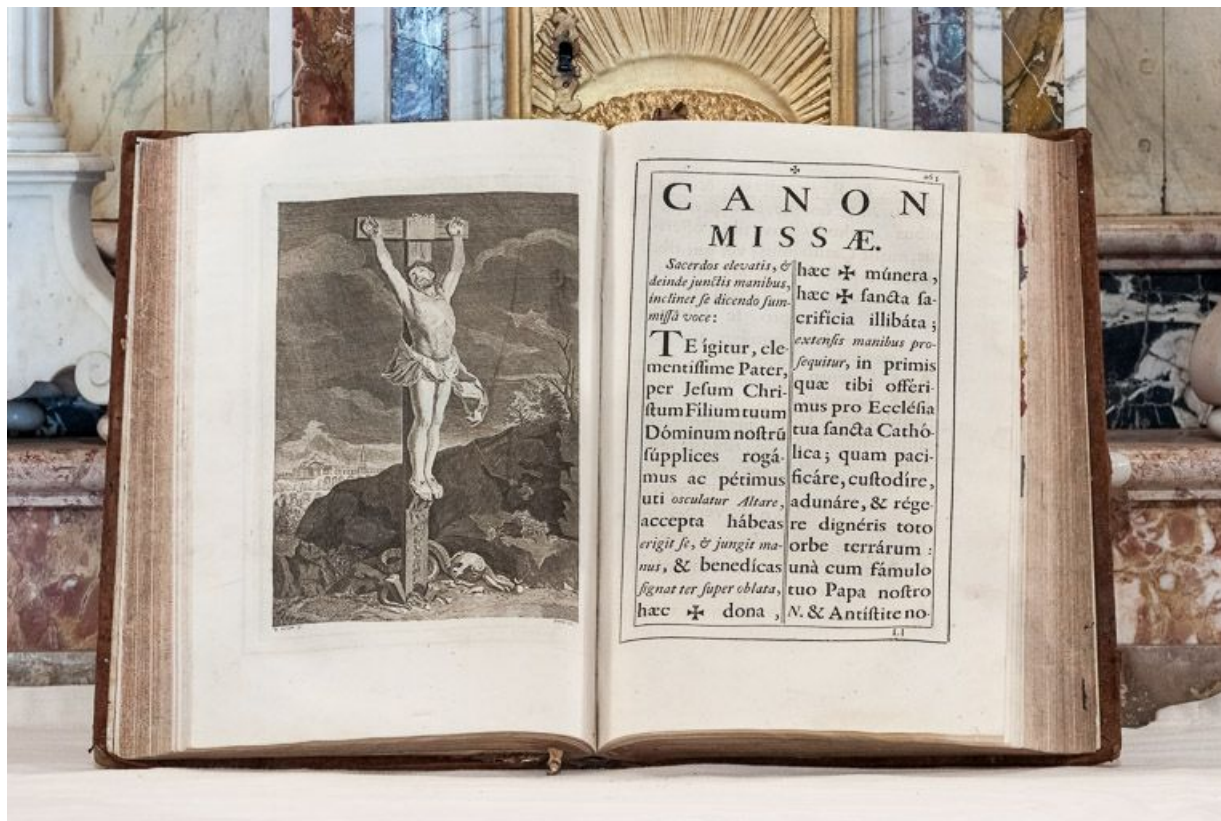 CANON
MISSÆ.
Sacerdos elevatis, &
deinde junctis manibus,
inclinet ſe dicendo ſum-
miſſâ voce:
TE ígitur, cle-
mentiſſime Pater,
per Jeſum Chri-
ſtum Filium tuum
Dóminum noſtrũ
ſúpplices rogá-
mus ac pétimus
uti osculatur Altare,
accepta hábeas
erigit ſe, & jungit ma-
nus, & benedícas
ſignat ter ſuper oblata,
hæc ✠ dona,
hæc ✠ múnera,
hæc ✠ ſancta ſa-
crifícia illibáta;
extenſis manibus pro-
ſequitur, in primis
quæ tibi offéri-
mus pro Eccléſia
tua ſancta Cathó-
lica; quam paci-
ficáre, cuſtodíre,
adunáre, & rége-
re dignéris toto
orbe terrárum:
unà cum fámulo
tuo Papa noſtro
N. & Antíſtite no-